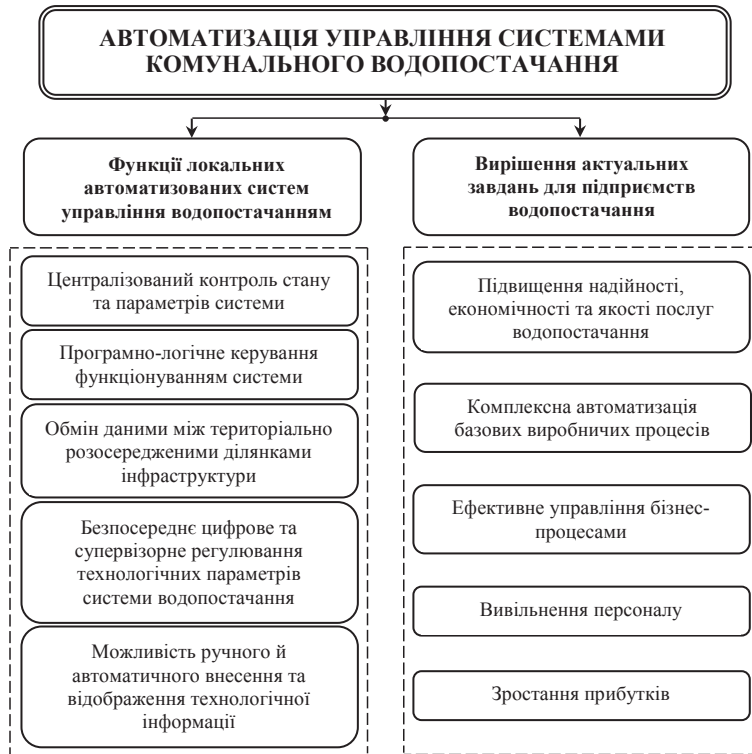 АВТОМАТИЗАЦІЯ УПРАВЛІННЯ СИСТЕМАМИ
КОМУНАЛЬНОГО ВОДОПОСТАЧАННЯ
Функції локальних
автоматизованих систем
управління водопостачанням
Централізований контроль стану
та параметрів системи
Програмно-логічне керування
функціонуванням системи
Обмін даними між територіально
розосередженими ділянками
інфраструктури
Безпосереднє цифрове та
супервізорне регулювання
технологічних параметрів
системи водопостачання
Можливість ручного й
автоматичного внесення та
відображення технологічної
інформації
Вирішення актуальних
завдань для підприємств
водопостачання
Підвищення надійності,
економічності та якості послуг
водопостачання
Комплексна автоматизація
базових виробничих процесів
Ефективне управління бізнес-
процесами
Вивільнення персоналу
Зростання прибутків